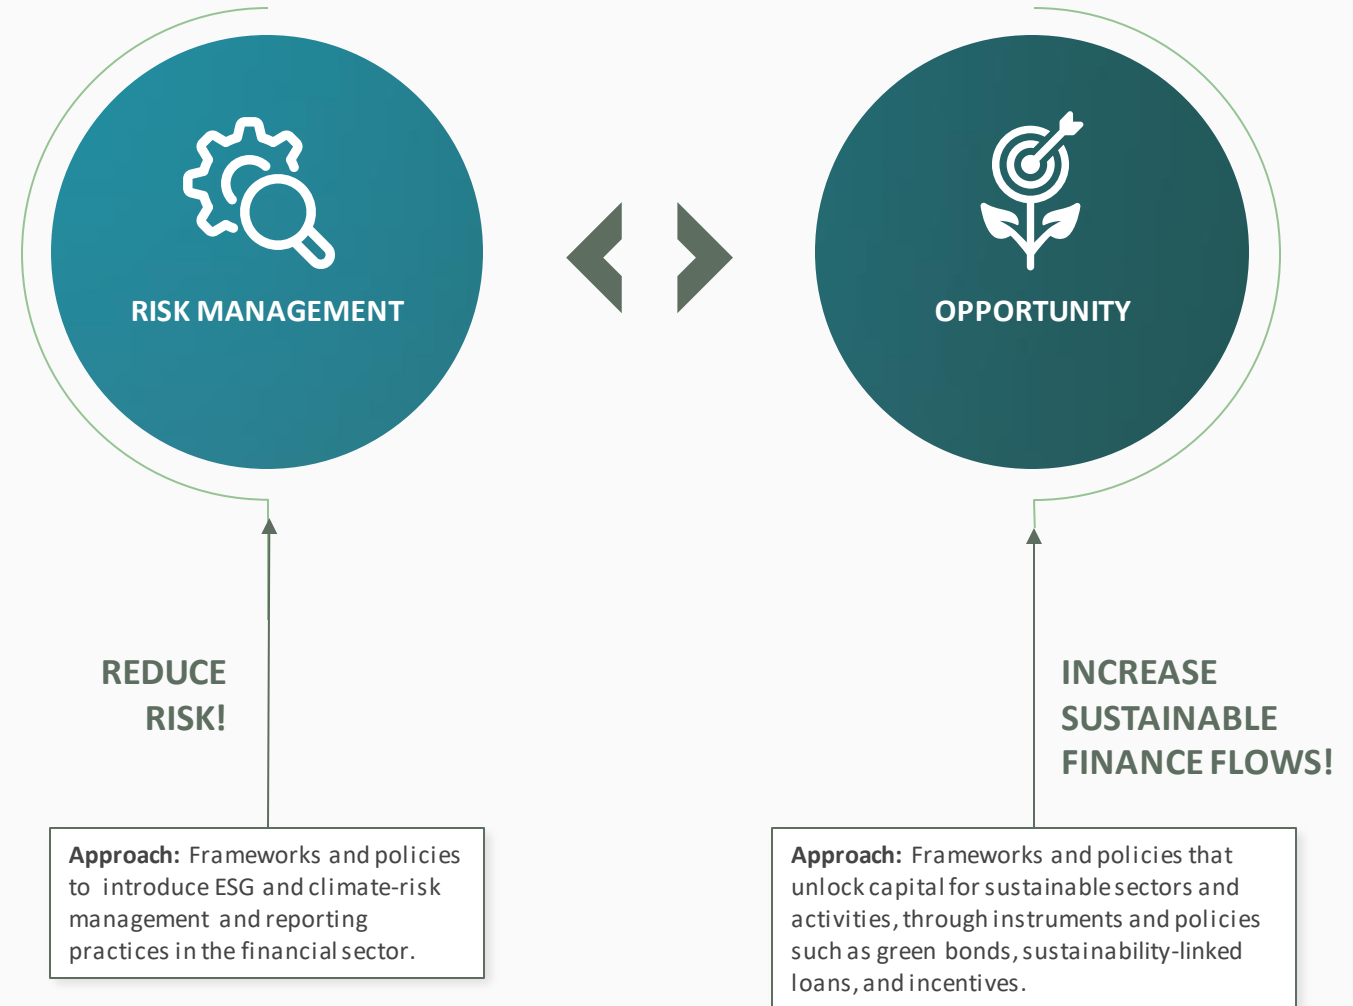 RISK MANAGEMENT
OPPORTUNITY
REDUCE
RISK!
INCREASE
SUSTAINABLE
FINANCE FLOWS!
Approach: Frameworks and policies
to introduce ESG and climate-risk
management and reporting
practices in the financial sector.
Approach: Frameworks and policies that
unlock capital for sustainable sectors and
activities, through instruments and policies
such as green bonds, sustainability-linked
loans, and incentives.